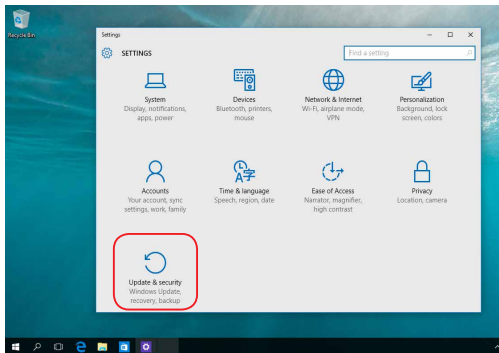 Recycle Bin
Settings
SETTINGS
Find a setting
System
Display, notifications,
apps, power
Devices
Bluetooth, printers,
mouse
Network & Internet
Wi-Fi, airplane mode,
VPN
Personalization
Background, lock
screen, colors
Accounts
Your account, sync
settings, work, family
Time & language
Speech, region, date
Ease of Access
Narrator, magnifier,
high contrast
Privacy
Location, camera
Update & security
Windows Update,
recovery, backup